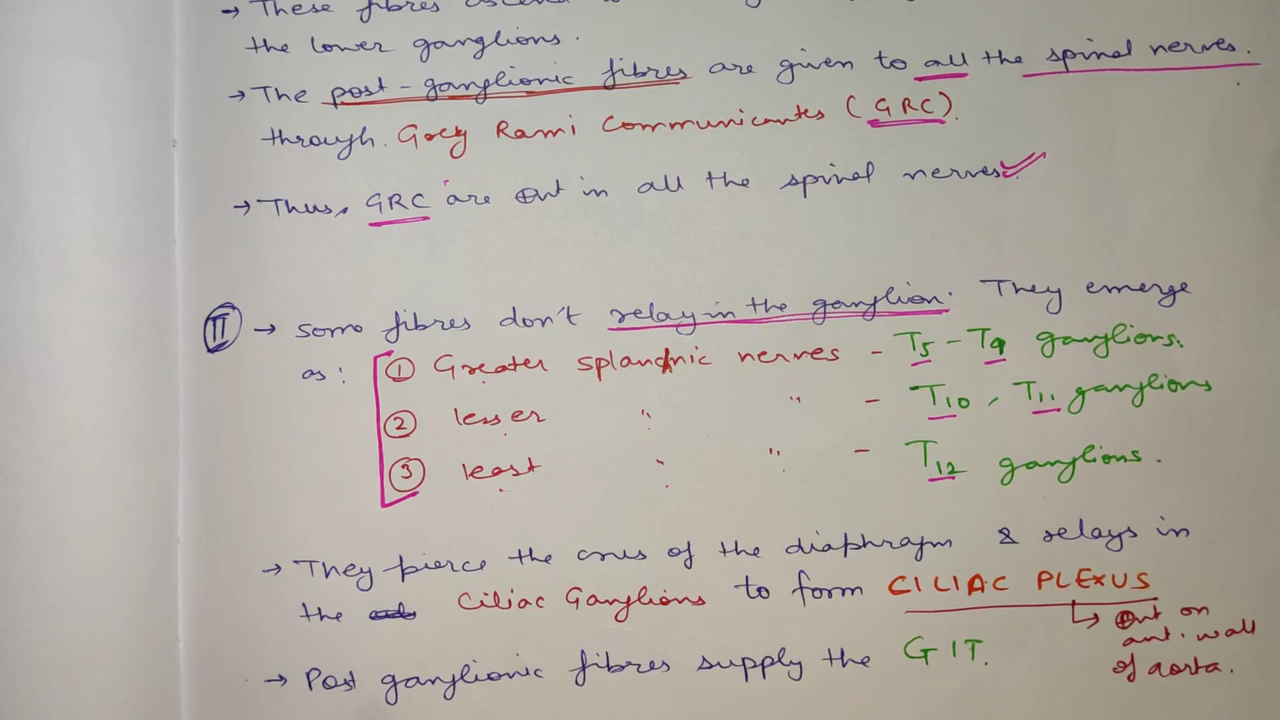 → These fibres
the lower ganglions.
→ The post-ganglionic fibres are given to all the spinal nerves.
through. Grey Rami Communicantes (GRC).
→ Thus, GRC are in all the spinal nerves.
II → some fibres don't relay in the ganglion. They emerge
as: ① Greater splanchnic nerves - T5 - T9 ganglions.
② lesser " " - T10, T11 ganglions
③ least " " - T12 ganglions.
→ They pierce the crus of the diaphragm & relays in
the Ciliac Ganglions to form CILIAC PLEXUS
↳ on
ant. wall
of aorta.
→ Post ganglionic fibres supply the GIT.